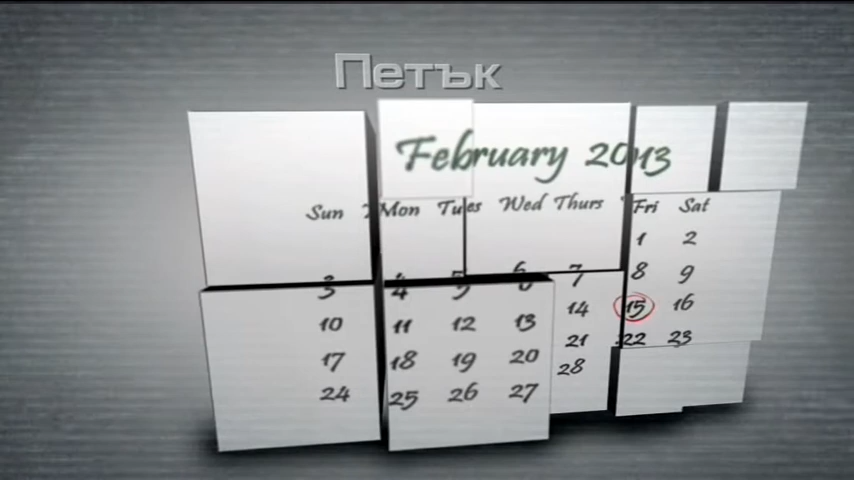 Петък
February 2013
Sun Mon Tues Wed Thurs Fri Sat
1 2
3 4 5 6 7 8 9
10 11 12 13 14 15 16
17 18 19 20 21 22 23
24 25 26 27 28